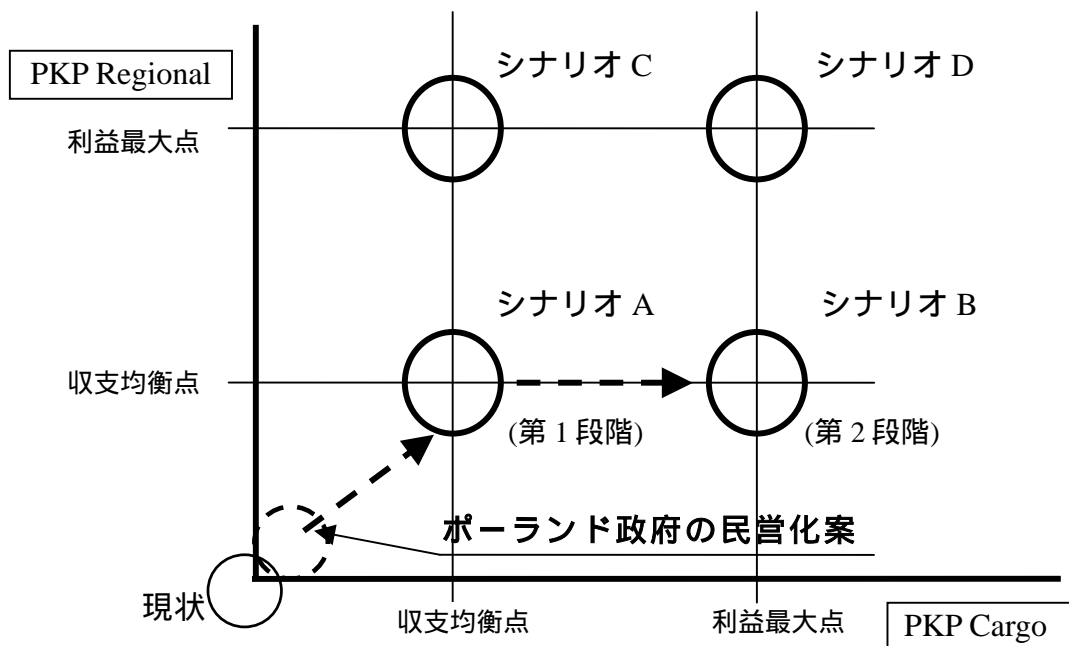 シナリオ C
シナリオ D
PKP Regional
利益最大点
シナリオ A
シナリオ B
収支均衡点
(第 1 段階)
(第 2 段階)
ポーランド政府の民営化案
現状
収支均衡点
利益最大点
PKP Cargo